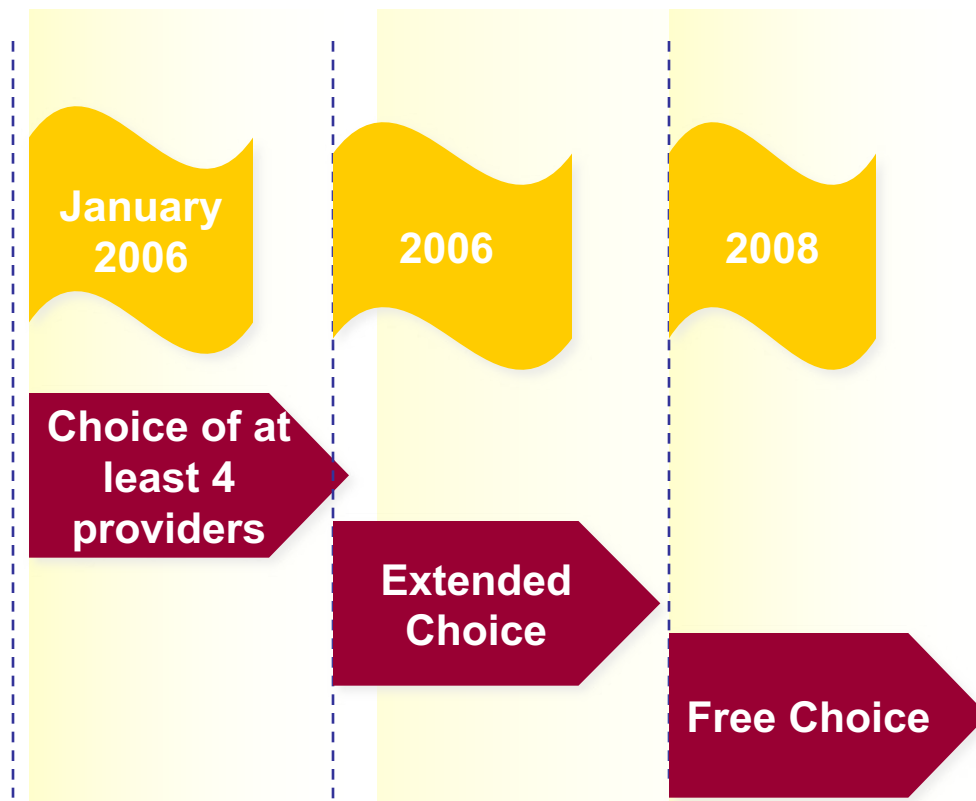 January
2006
2006
2008
Choice of at
least 4
providers
Extended
Choice
Free Choice